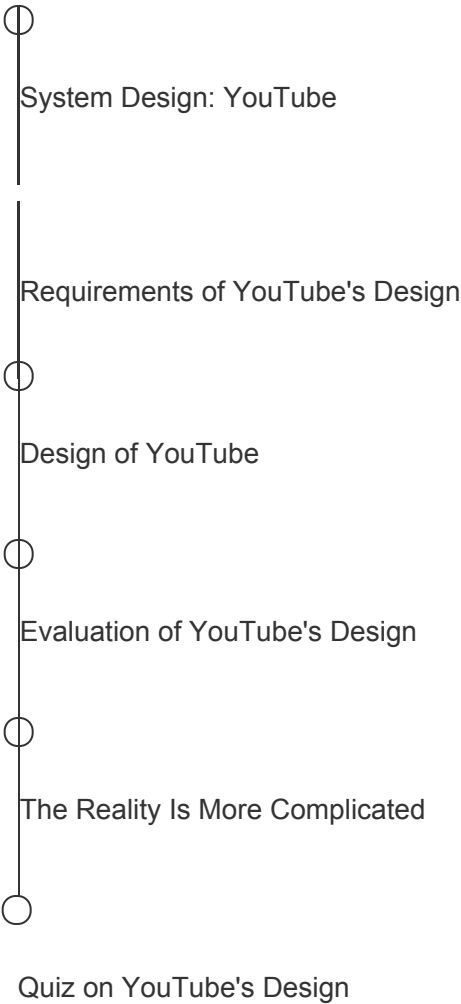 System Design: YouTube
Requirements of YouTube's Design
Design of YouTube
Evaluation of YouTube's Design
The Reality Is More Complicated
Quiz on YouTube's Design